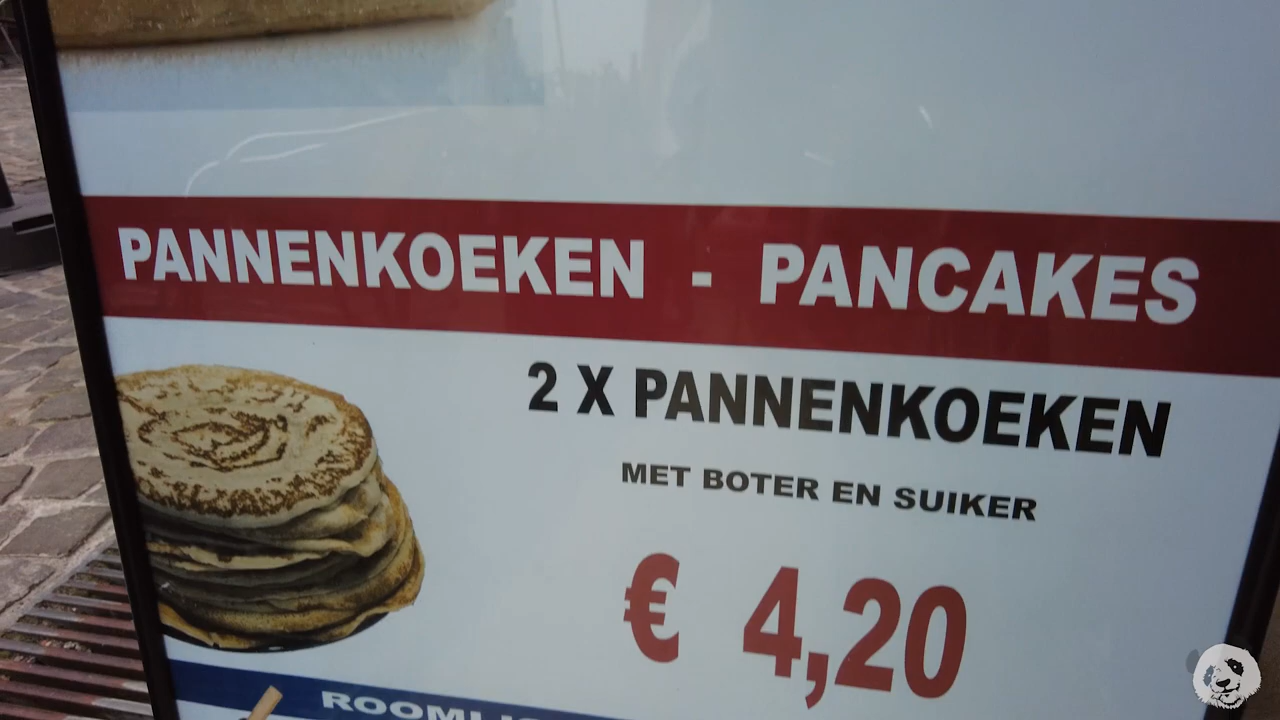 PANNENKOEKEN - PANCAKES
2 X PANNENKOEKEN
MET BOTER EN SUIKER
€ 4,20